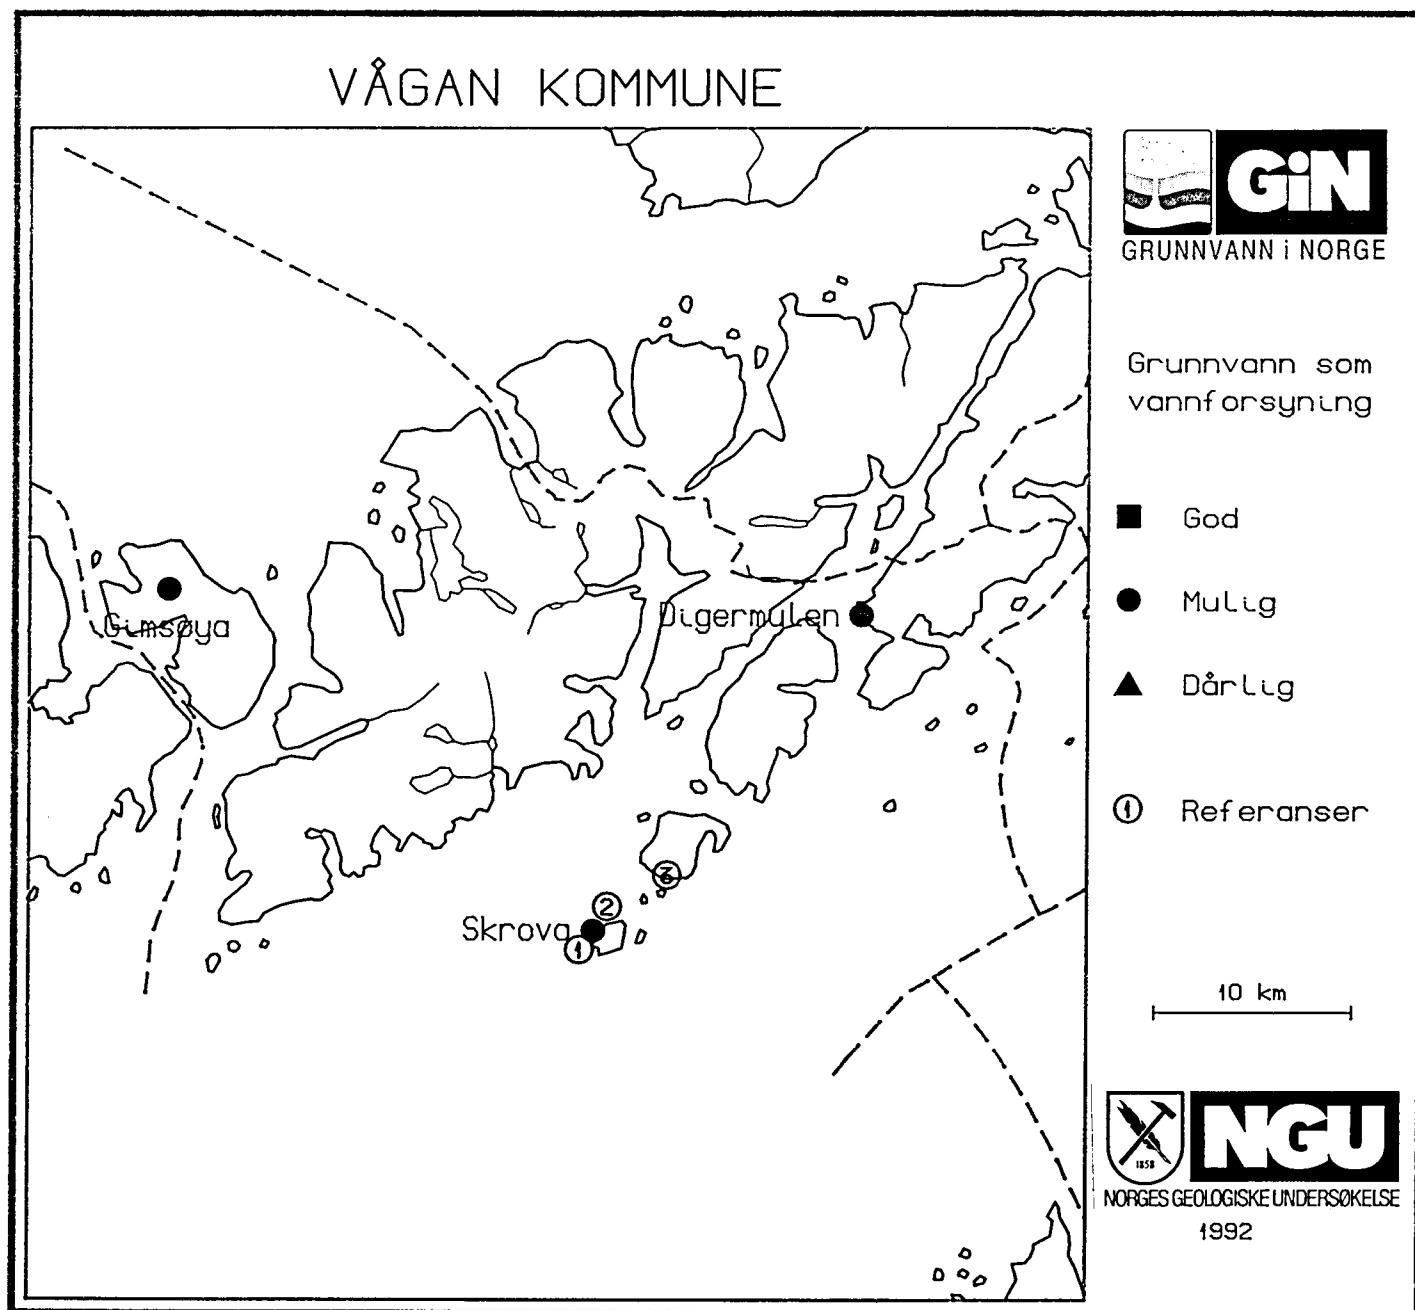 VÅGAN KOMMUNE
GiN
GRUNNVANN i NORGE
Grunnvann som
vannforsyning
God
Mulig
Dårlig
1 Referanser
Gimsøya
Digermulen
3
2
Skrova
1
10 km
1858
NGU
NORGES GEOLOGISKE UNDERSØKELSE
1992